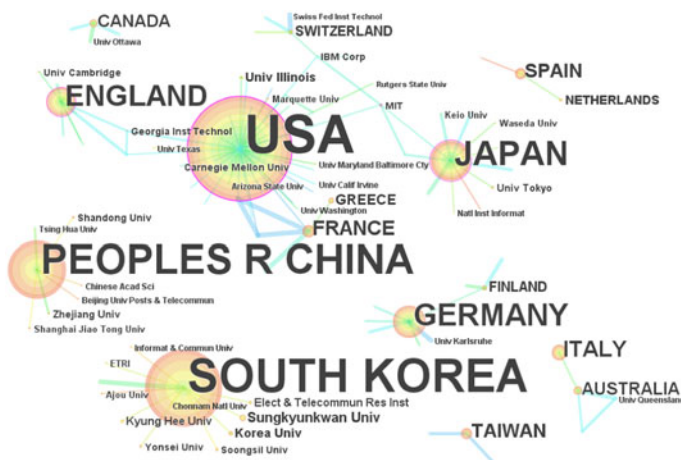 CANADA
Univ Ottawa
Swiss Fed Inst Technol
SWITZERLAND
IBM Corp
Univ Cambridge
ENGLAND
Univ Illinois
Rutgers State Univ
SPAIN
NETHERLANDS
Marquette Univ
MIT
Georgia Inst Technol
USA
Keio Univ
Waseda Univ
JAPAN
Univ Texas
Carnegie Mellon Univ
Univ Maryland Baltimore Cty
Arizona State Univ
Univ Calif Irvine
Univ Tokyo
GREECE
Univ Washington
Natl Inst Informat
FRANCE
Shandong Univ
Tsing Hua Univ
PEOPLES R CHINA
Chinese Acad Sci
Beijing Univ Posts & Telecommun
Zhejiang Univ
Shanghai Jiao Tong Univ
FINLAND
GERMANY
Univ Karlsruhe
Informat & Commun Univ
ETRI
SOUTH KOREA
ITALY
Ajou Univ
Chonnam Natl Univ
Elect & Telecommun Res Inst
AUSTRALIA
Univ Queensland
Kyung Hee Univ
Sungkyunkwan Univ
Korea Univ
TAIWAN
Yonsei Univ
Soongsil Univ